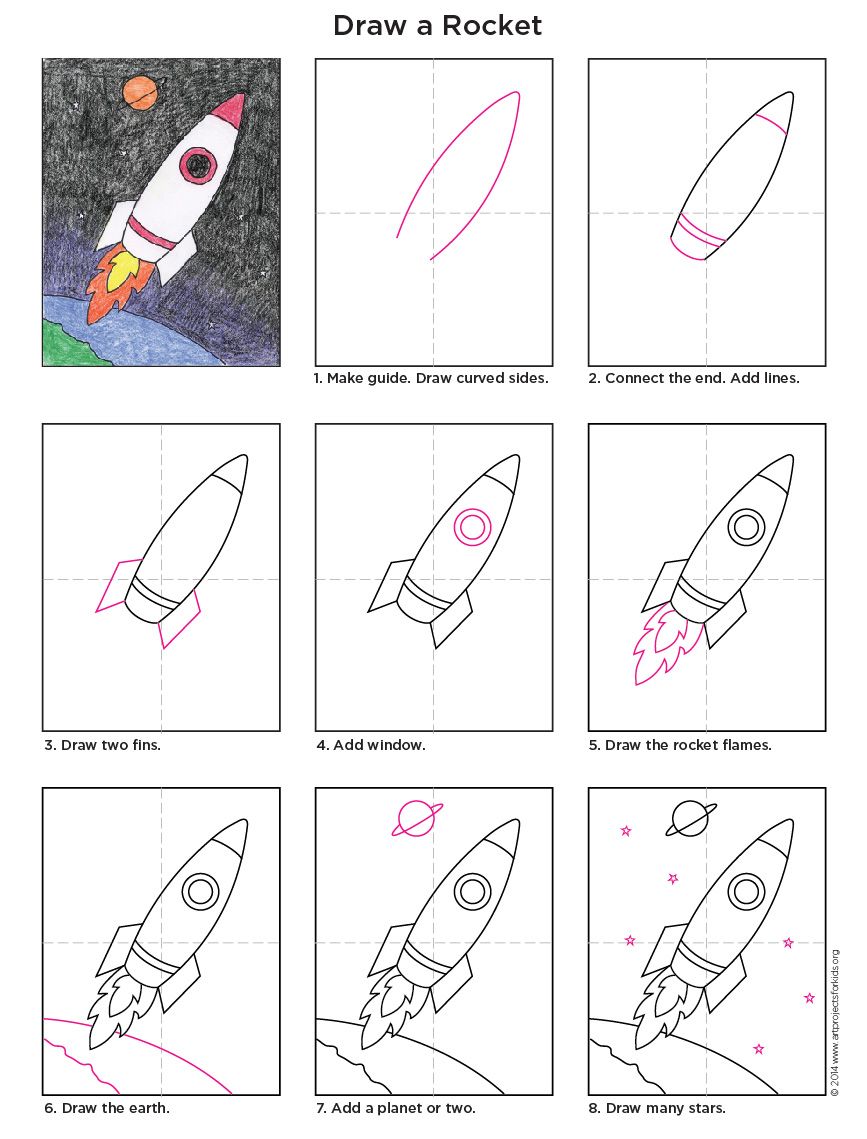 Draw a Rocket
1. Make guide. Draw curved sides.
2. Connect the end. Add lines.
3. Draw two fins.
4. Add window.
5. Draw the rocket flames.
6. Draw the earth.
7. Add a planet or two.
8. Draw many stars.
© 2014 www.artprojectsforkids.org